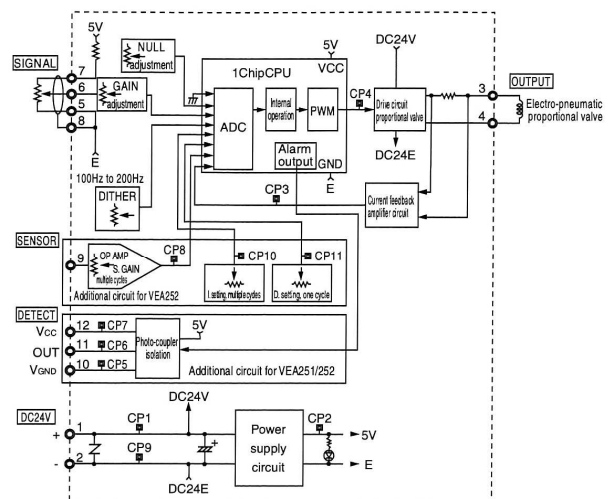 5V
DC24V
SIGNAL
7
NULL
adjustment
5V
VCC
1ChipCPU
6
GAIN
adjustment
5
8
E
ADC
Internal
operation
PWM
CP4
Drive circuit
proportional valve
3
OUTPUT
4
Electro-pneumatic
proportional valve
Alarm
output
GND
E
DC24E
100Hz to 200Hz
DITHER
CP3
Current feedback
amplifier circuit
SENSOR
9
OP AMP
S. GAIN
multiple cycles
CP8
CP10
CP11
I. setting, multiple cycles
D. setting, one cycle
Additional circuit for VEA252
DETECT
VCC
12
CP7
5V
OUT
11
CP6
Photo-coupler
isolation
VGND
10
CP5
Additional circuit for VEA251/252
DC24V
DC24V
+
1
CP1
Power
supply
circuit
CP2
5V
+
-
2
CP9
E
DC24E